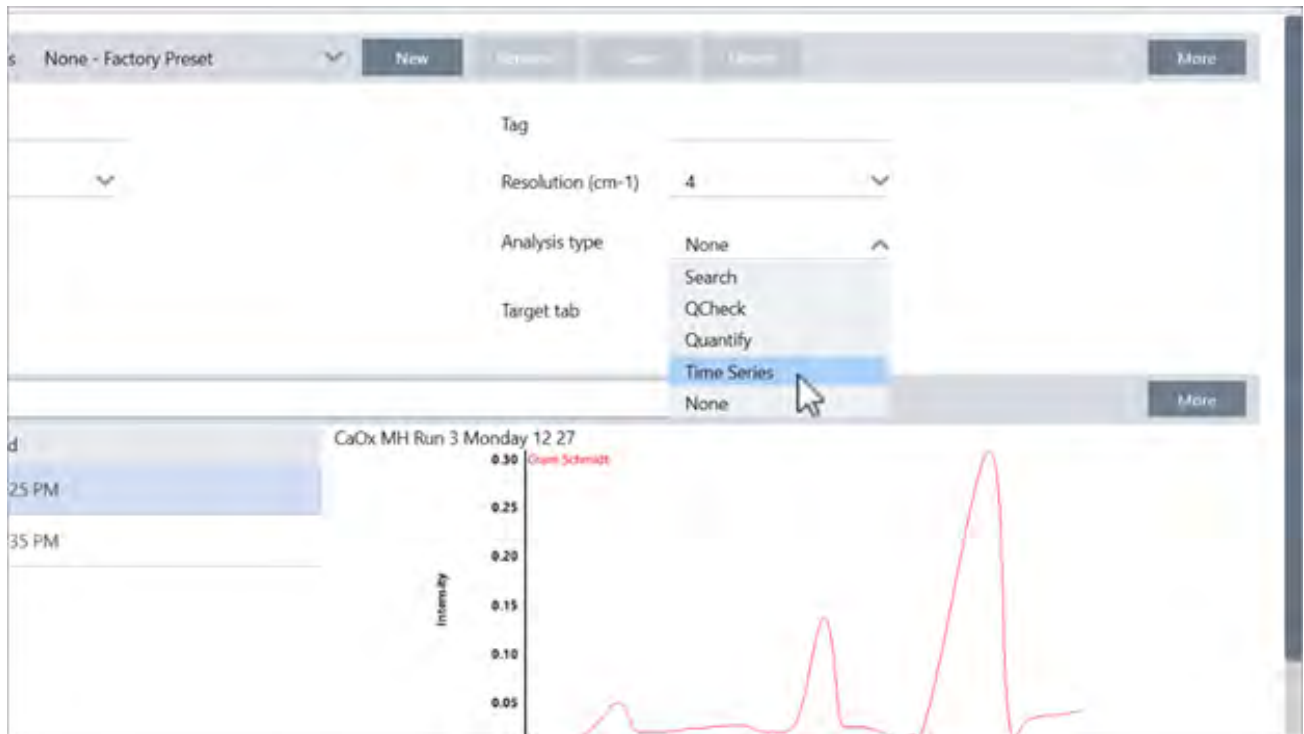 s None - Factory Preset New More
Tag
Resolution (cm-1) 4
Analysis type None
Search
QCheck
Target tab
Quantify
Time Series
None
More
d
CaOx MH Run 3 Monday 12 27
0.30 Gram Schmidt
25 PM
0.25
35 PM
0.20
Intensity
0.15
0.10
0.05